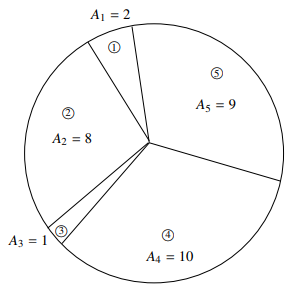 A₁ = 2
①
⑤
A₅ = 9
②
A₂ = 8
③
A₃ = 1
④
A₄ = 10